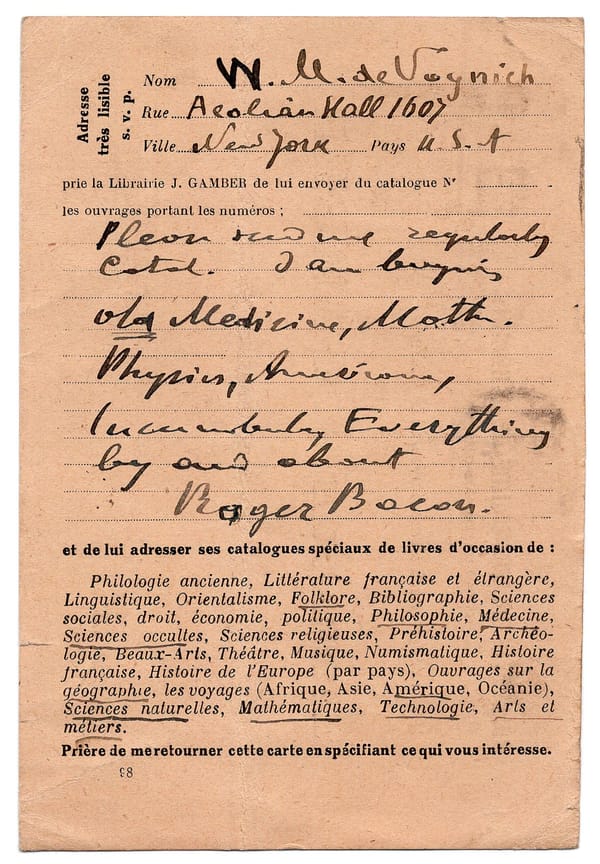 Adresse
très lisible
s. v. p.
Nom W. M. de Voynich
Rue Aeolian Hall 1607
Ville New York Pays U. S. A
prie la Librairie J. GAMBER de lui envoyer du catalogue Nº
les ouvrages portant les numéros ;
Please send me regularly
Catal. I am buying
old Medicine, Math.
Physics,
Incunabula, Everything
by and about
Roger Bacon.
et de lui adresser ses catalogues spéciaux de livres d'occasion de :
Philologie ancienne, Littérature française et étrangère,
Linguistique, Orientalisme, Folklore, Bibliographie, Sciences
sociales, droit, économie, politique, Philosophie, Médecine,
Sciences occultes, Sciences religieuses, Préhistoire, Archéo-
logie, Beaux-Arts, Théâtre, Musique, Numismatique, Histoire
française, Histoire de l'Europe (par pays), Ouvrages sur la
géographie, les voyages (Afrique, Asie, Amérique, Océanie),
Sciences naturelles, Mathématiques, Technologie, Arts et
métiers.
Prière de me retourner cette carte en spécifiant ce qui vous intéresse.
98